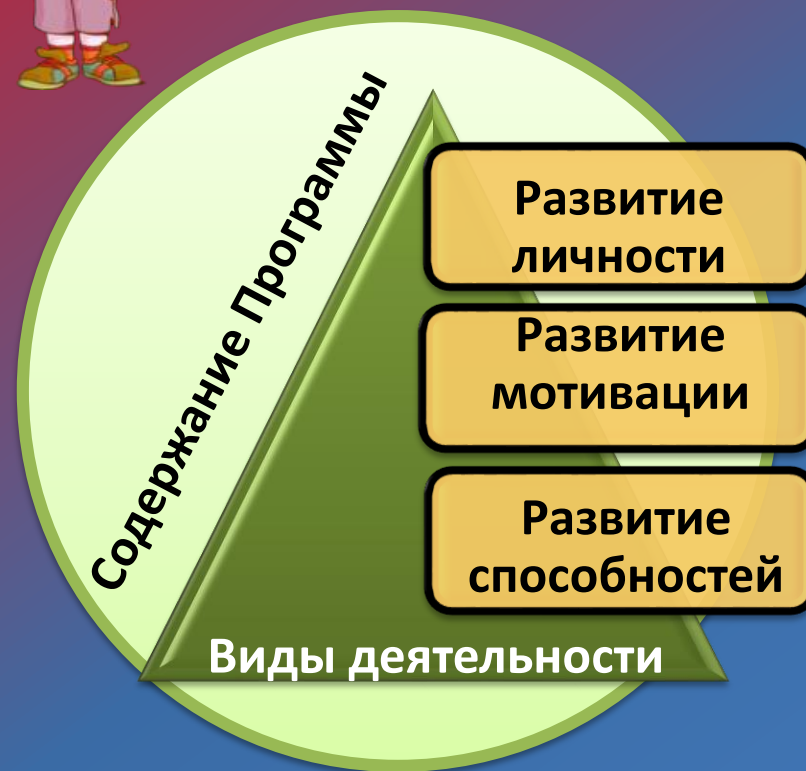 Содержание Программы
Развитие
личности
Развитие
мотивации
Развитие
способностей
Виды деятельности